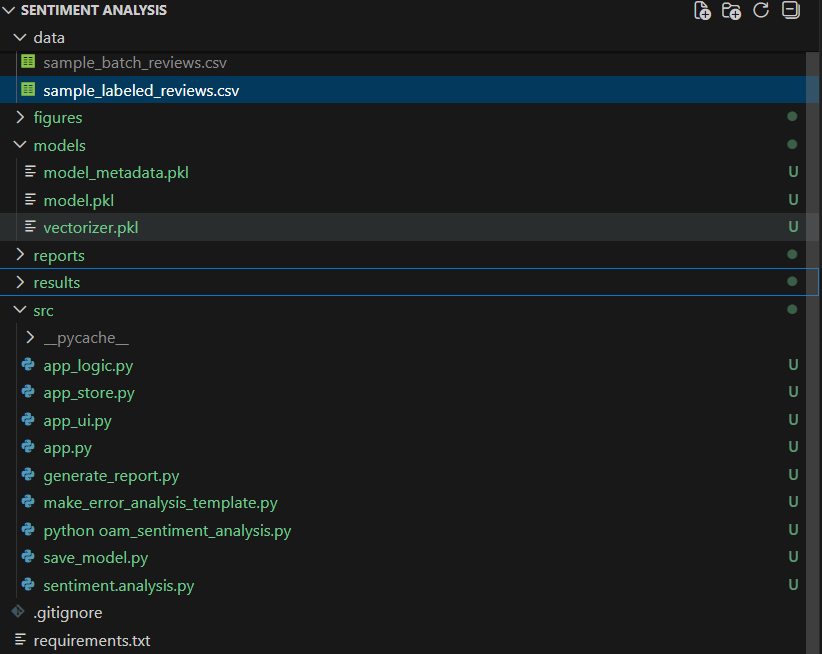 SENTIMENT ANALYSIS
data
sample_batch_reviews.csv
sample_labeled_reviews.csv
figures
models
model_metadata.pkl U
model.pkl U
vectorizer.pkl U
reports
results
src
__pycache__
app_logic.py U
app_store.py U
app_ui.py U
app.py U
generate_report.py U
make_error_analysis_template.py U
python oam_sentiment_analysis.py U
save_model.py U
sentiment.analysis.py U
.gitignore
requirements.txt